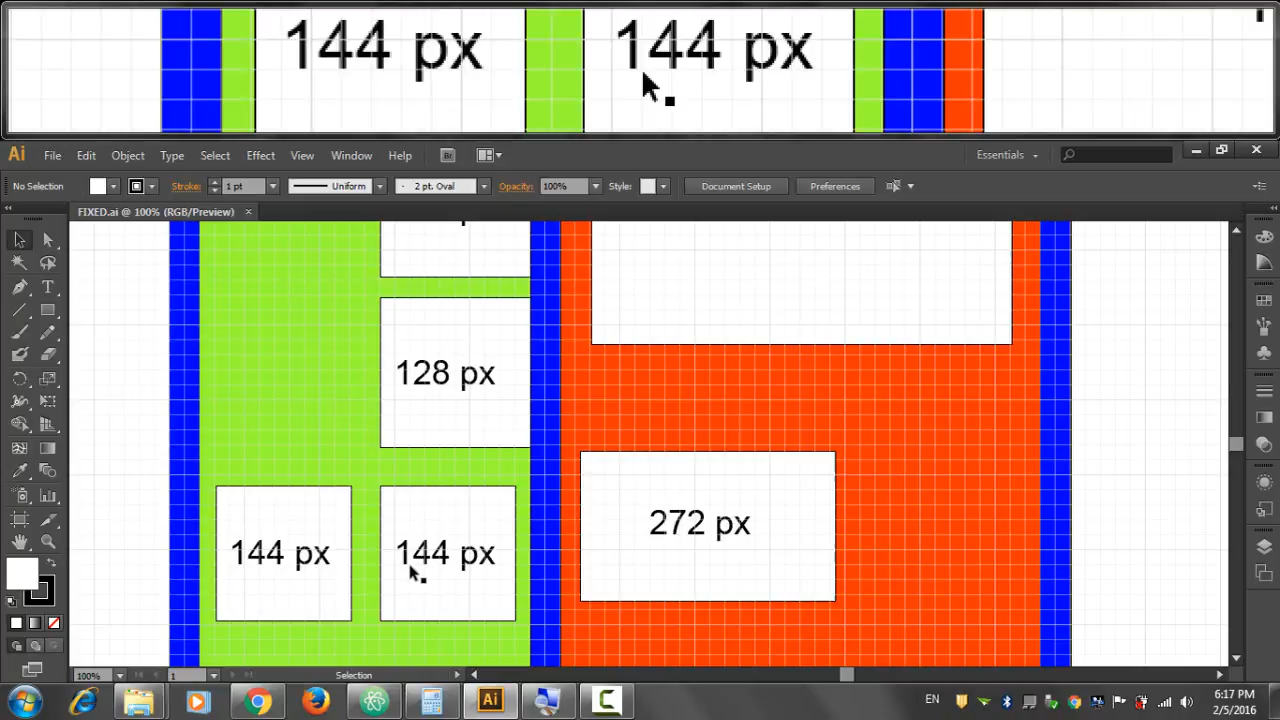 144 px 144 px
Ai File Edit Object Type Select Effect View Window Help Br Essentials
No Selection Stroke: 1 pt Uniform 2 pt. Oval Opacity: 100% Style: Document Setup Preferences
FIXED.ai @ 100% (RGB/Preview)
128 px
272 px
144 px 144 px
100% 1 Selection
Ai EN 6:17 PM
2/5/2016